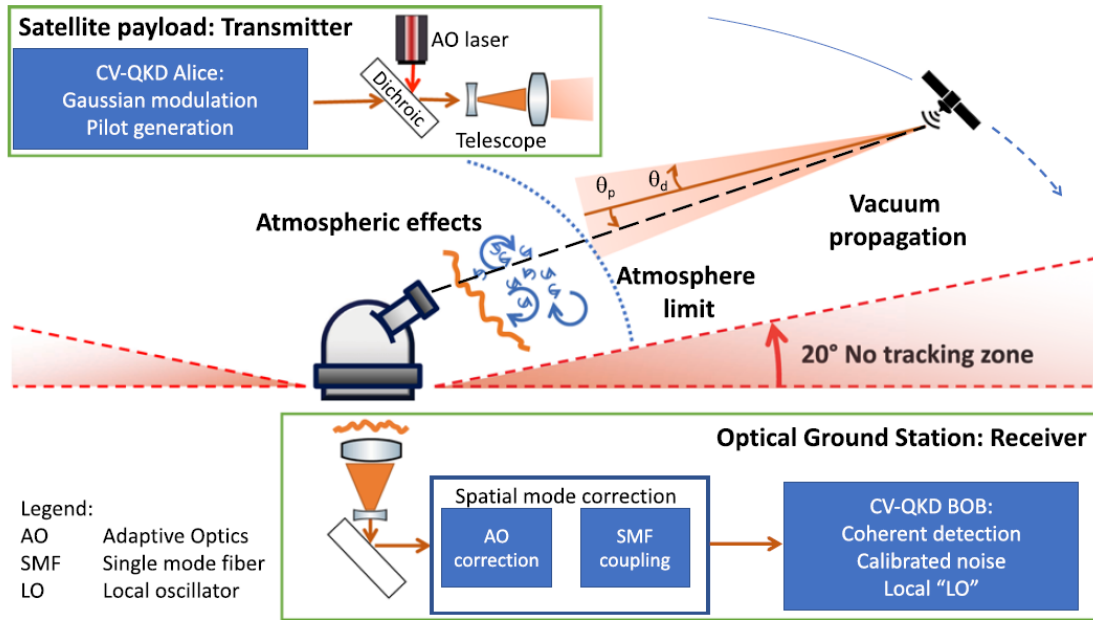 Satellite payload: Transmitter
CV-QKD Alice:
Gaussian modulation
Pilot generation
AO laser
Dichroic
Telescope
θp
θd
Atmospheric effects
Vacuum
propagation
Atmosphere
limit
20° No tracking zone
Optical Ground Station: Receiver
Spatial mode correction
AO
correction
SMF
coupling
CV-QKD BOB:
Coherent detection
Calibrated noise
Local “LO”
Legend:
AO Adaptive Optics
SMF Single mode fiber
LO Local oscillator